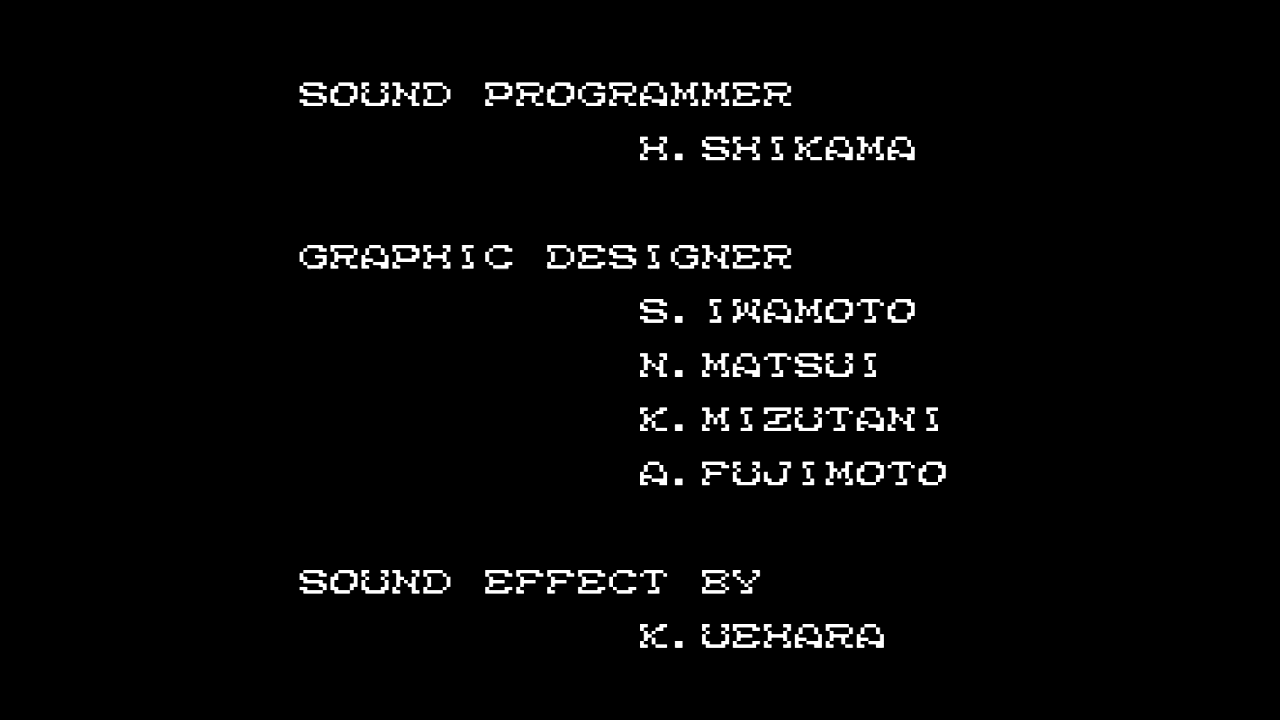 SOUND PROGRAMMER
H. SHIKAMA
GRAPHIC DESIGNER
S. IWAMOTO
N. MATSUI
K. MIZUTANI
A. FUJIMOTO
SOUND EFFECT BY
K. UEHARA